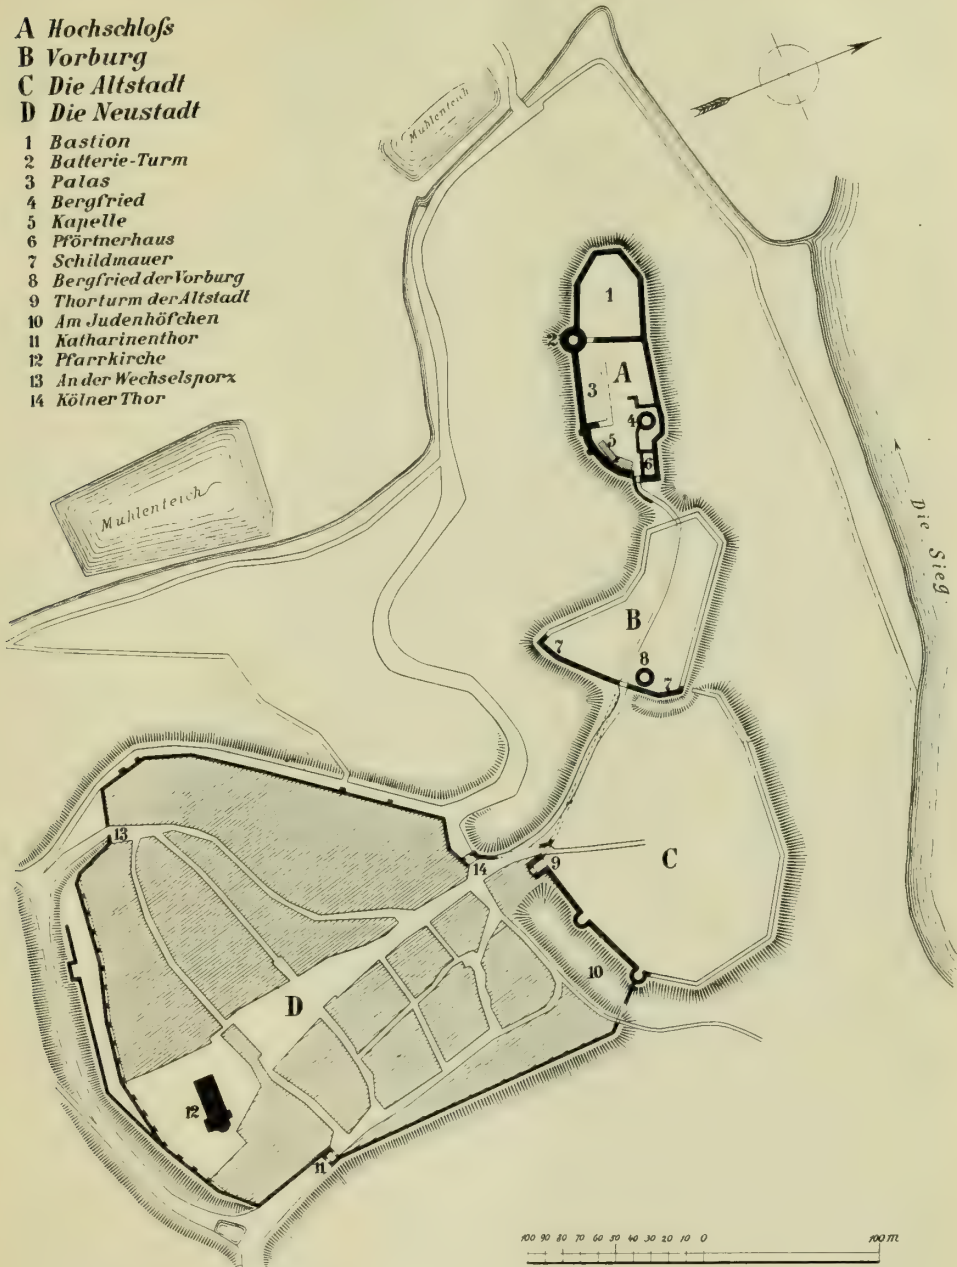 A Hochschloſs
B Vorburg
C Die Altstadt
D Die Neustadt
1 Bastion
2 Batterie-Turm
3 Palas
4 Bergfried
5 Kapelle
6 Pförtnerhaus
7 Schildmauer
8 Bergfried der Vorburg
9 Thorturm der Altstadt
10 Am Judenhöfchen
11 Katharinenthor
12 Pfarrkirche
13 An der Wechselsporz
14 Kölner Thor
Muhlenteich
1
2
A
3
4
5
6
Muhlenteich
Die Sieg
B
7
8
7
13
14
9
C
10
D
12
11
100 90 80 70 60 50 40 30 20 10 0 100 m